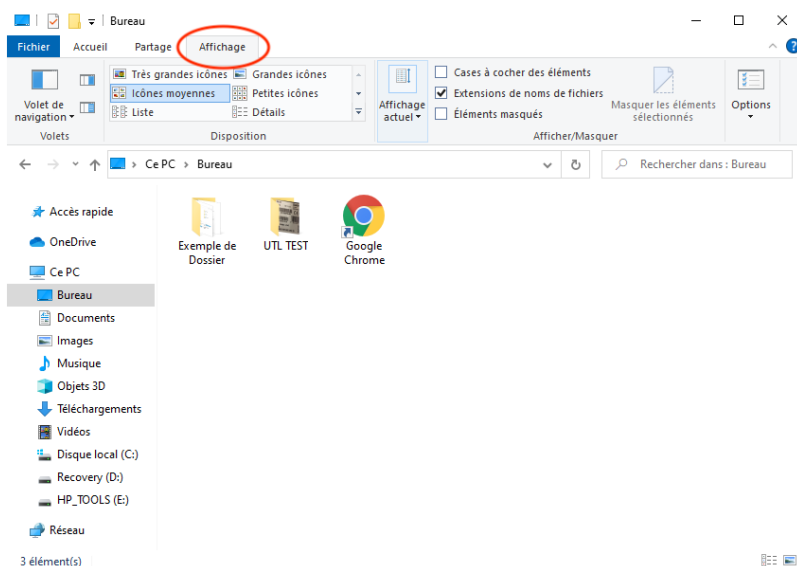 Bureau
Fichier Accueil Partage Affichage
Très grandes icônes Grandes icônes
Icônes moyennes Petites icônes
Liste Détails
Volet de
navigation
Affichage
actuel
Cases à cocher des éléments
Extensions de noms de fichiers
Éléments masqués
Masquer les éléments
sélectionnés
Options
Volets Disposition Afficher/Masquer
Ce PC > Bureau
Rechercher dans : Bureau
Accès rapide
OneDrive
Ce PC
Bureau
Documents
Images
Musique
Objets 3D
Téléchargements
Vidéos
Disque local (C:)
Recovery (D:)
HP_TOOLS (E:)
Réseau
Exemple de
Dossier
UTL TEST
Google
Chrome
3 élément(s)